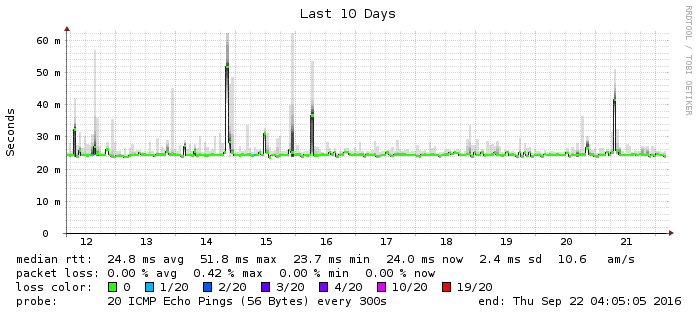 Last 10 Days
RRDTOOL / TOBI OETIKER
Seconds
60 m
50 m
40 m
30 m
20 m
10 m
0
12 13 14 15 16 17 18 19 20 21
median rtt: 24.8 ms avg 51.8 ms max 23.7 ms min 24.0 ms now 2.4 ms sd 10.6 am/s
packet loss: 0.00 % avg 0.42 % max 0.00 % min 0.00 % now
loss color: 0 1/20 2/20 3/20 4/20 10/20 19/20
probe: 20 ICMP Echo Pings (56 Bytes) every 300s end: Thu Sep 22 04:05:05 2016